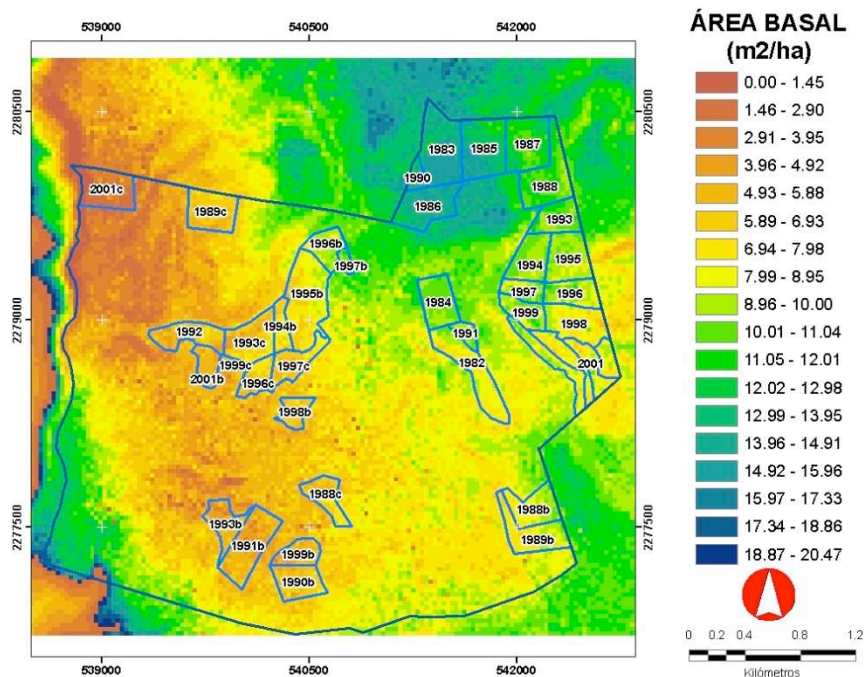 539000
540500
542000
ÁREA BASAL
(m2/ha)
0.00 - 1.45
1.46 - 2.90
2.91 - 3.95
3.96 - 4.92
4.93 - 5.88
5.89 - 6.93
6.94 - 7.98
7.99 - 8.95
8.96 - 10.00
10.01 - 11.04
11.05 - 12.01
12.02 - 12.98
12.99 - 13.95
13.96 - 14.91
14.92 - 15.96
15.97 - 17.33
17.34 - 18.86
18.87 - 20.47
2280500
2280500
1983
1985
1987
1990
1988
2001c
1986
1989c
1993
1996b
1997b
1995
1994
1995b
1997
1996
1984
1999
1998
2279000
2279000
1992
1994b
1993c
1991
1982
1999c
1997c
2001b
1996c
2001
1998b
1988c
1988b
2277500
2277500
1993b
1991b
1989b
1999b
1990b
539000
540500
542000
0 0.2 0.4 0.8 1.2
Kilómetros